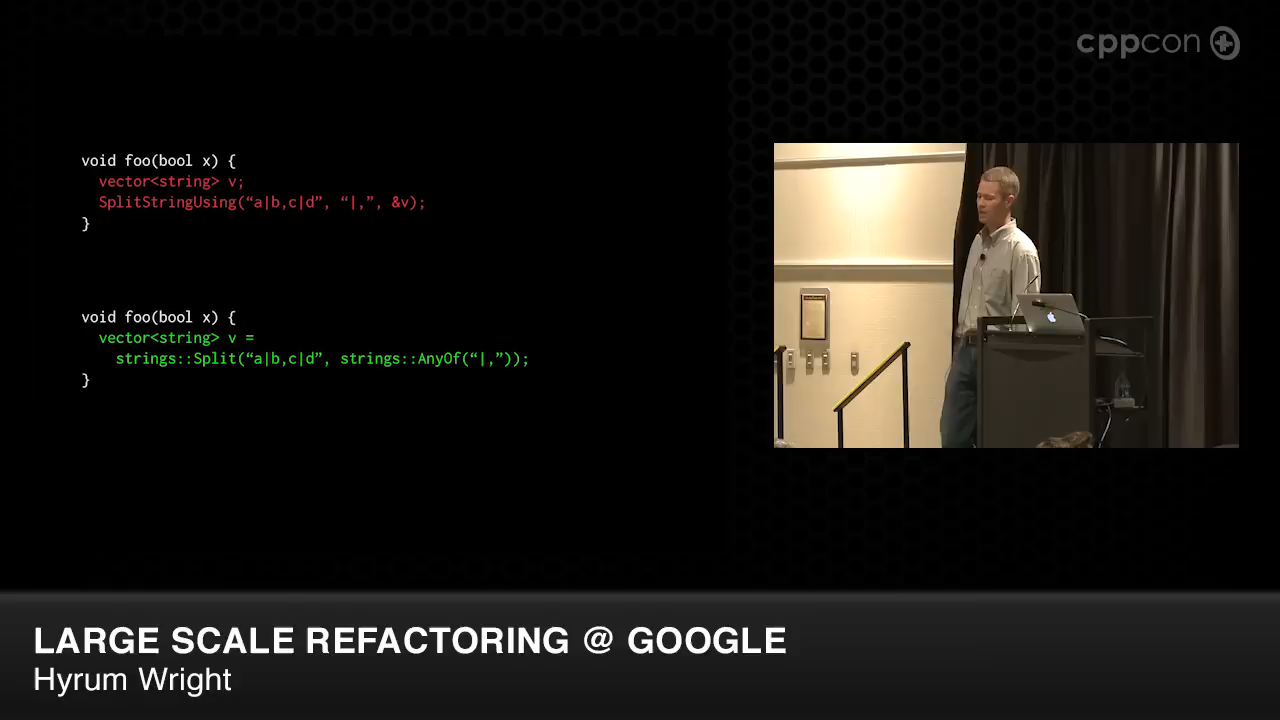 cppcon
void foo(bool x) {
vector<string> v;
SplitStringUsing(“a|b,c|d”, “|,”, &v);
}
void foo(bool x) {
vector<string> v =
strings::Split(“a|b,c|d”, strings::AnyOf(“|,”));
}
LARGE SCALE REFACTORING @ GOOGLE
Hyrum Wright